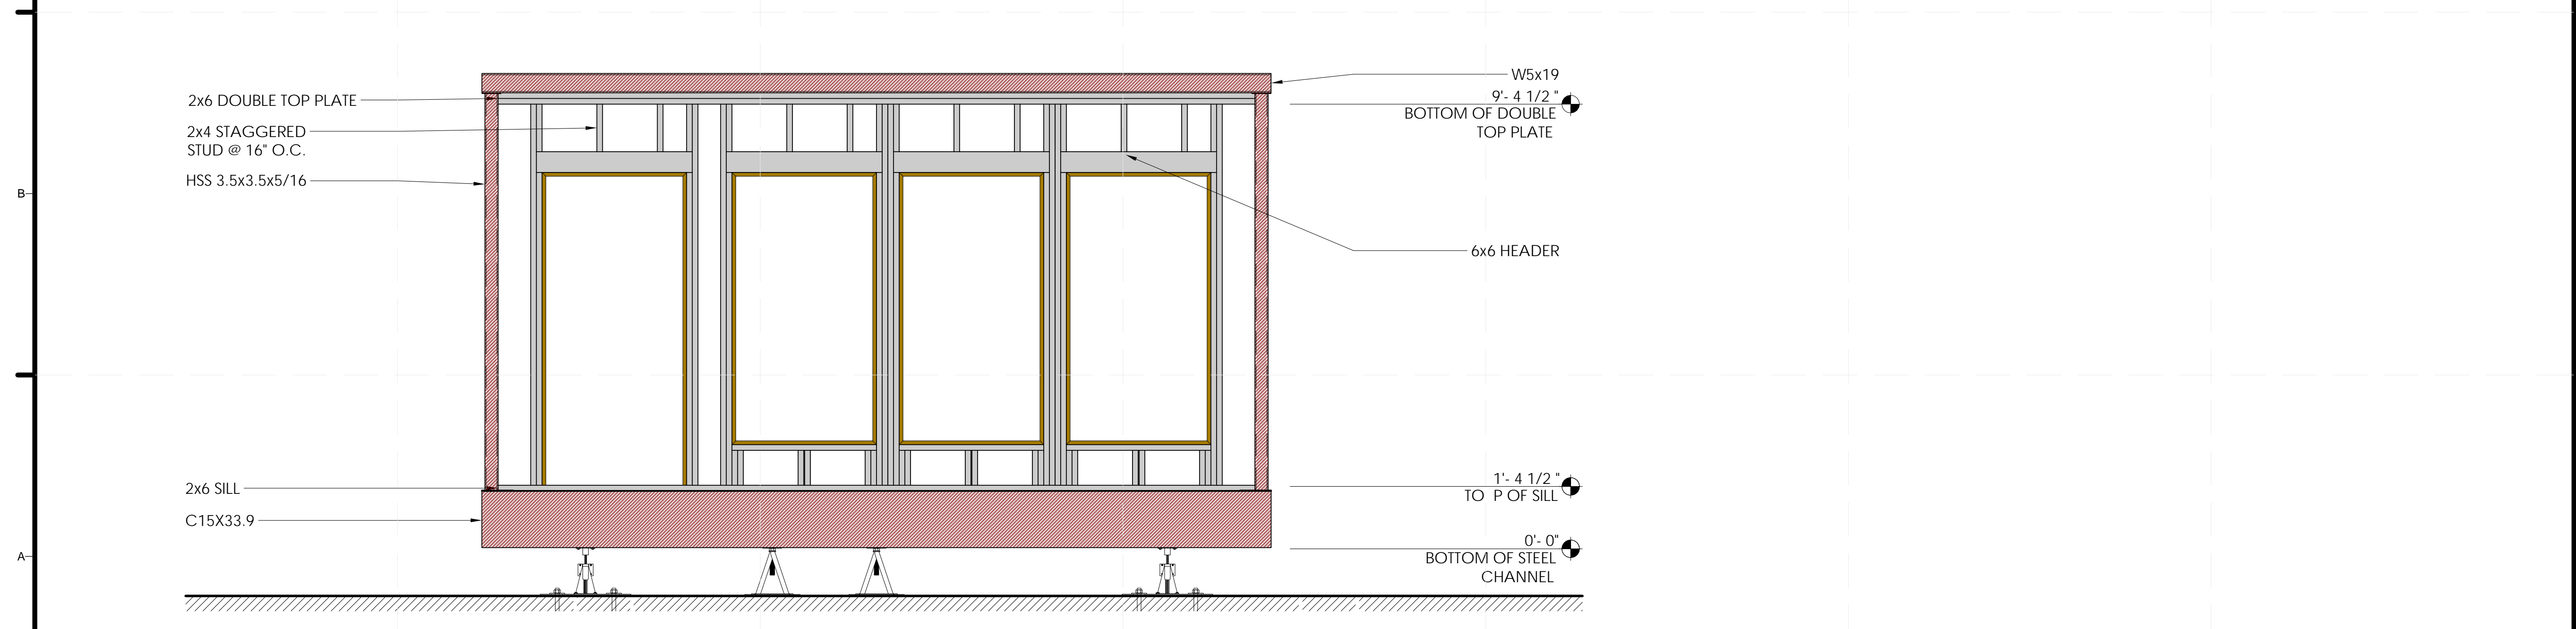 2x6 DOUBLE TOP PLATE
2x4 STAGGERED
STUD @ 16" O.C.
HSS 3.5x3.5x5/16
B
2x6 SILL
C15X33.9
A
W5x19
9'- 4 1/2 "
BOTTOM OF DOUBLE
TOP PLATE
6x6 HEADER
1'- 4 1/2 "
TO P OF SILL
0'- 0"
BOTTOM OF STEEL
CHANNEL